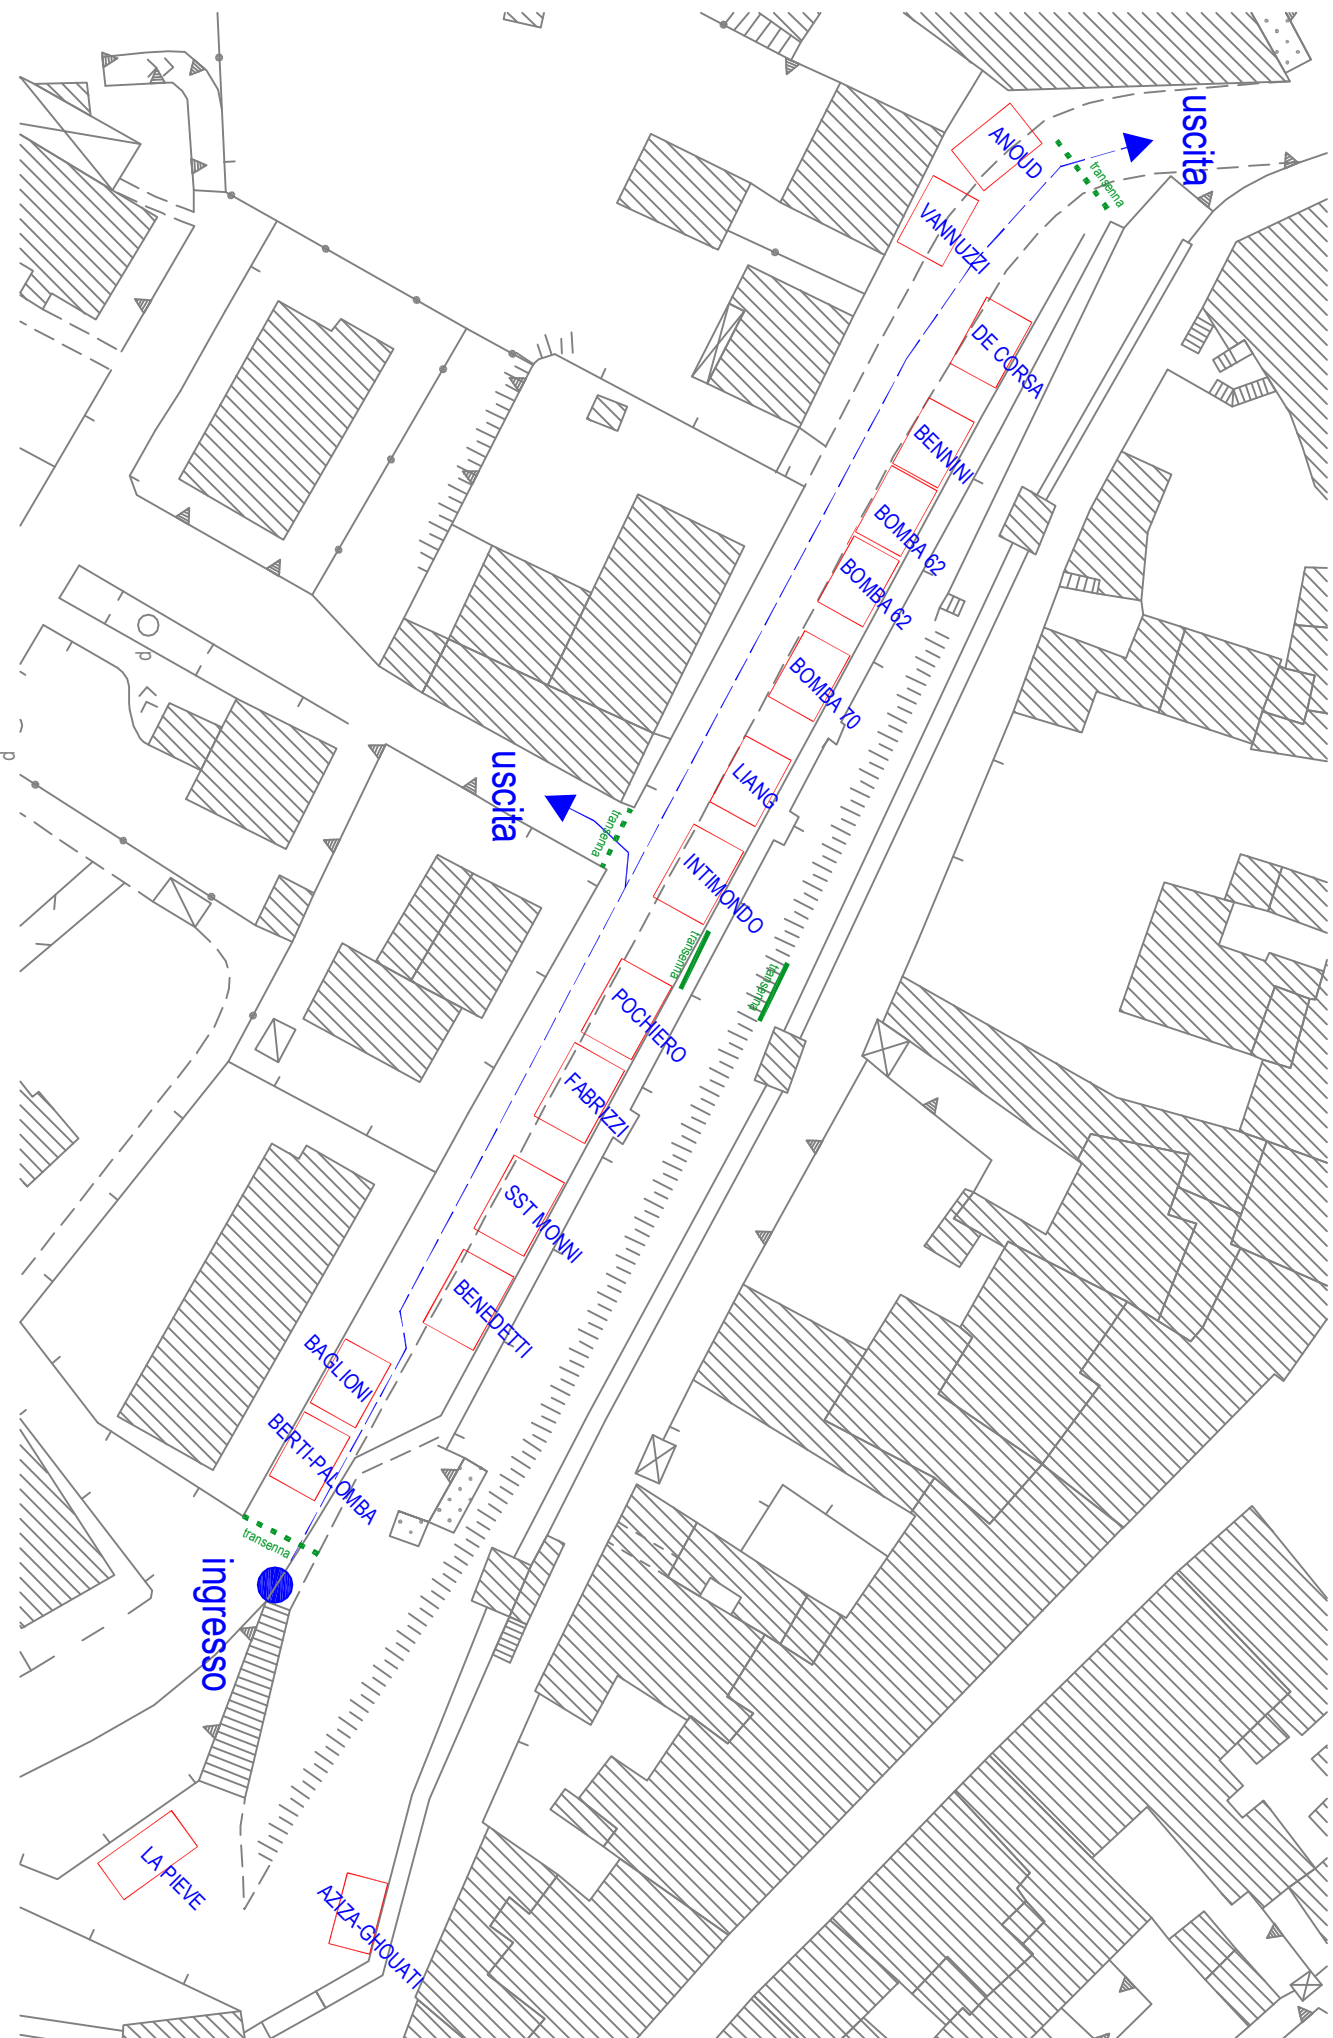 uscita
ANOUD
transenna
VANNUZZI
DE CORSA
BENNINI
BOMBA 62
BOMBA 62
BOMBA 70
LIANG
uscita
transenna
INTIMONDO
transenna
transenna
POCHIERO
FABRIZZI
SST MONNI
BENEDETTI
BAGLIONI
BERTI-PALOMBA
transenna
ingresso
LA PIEVE
AZIZA-GHOUATI